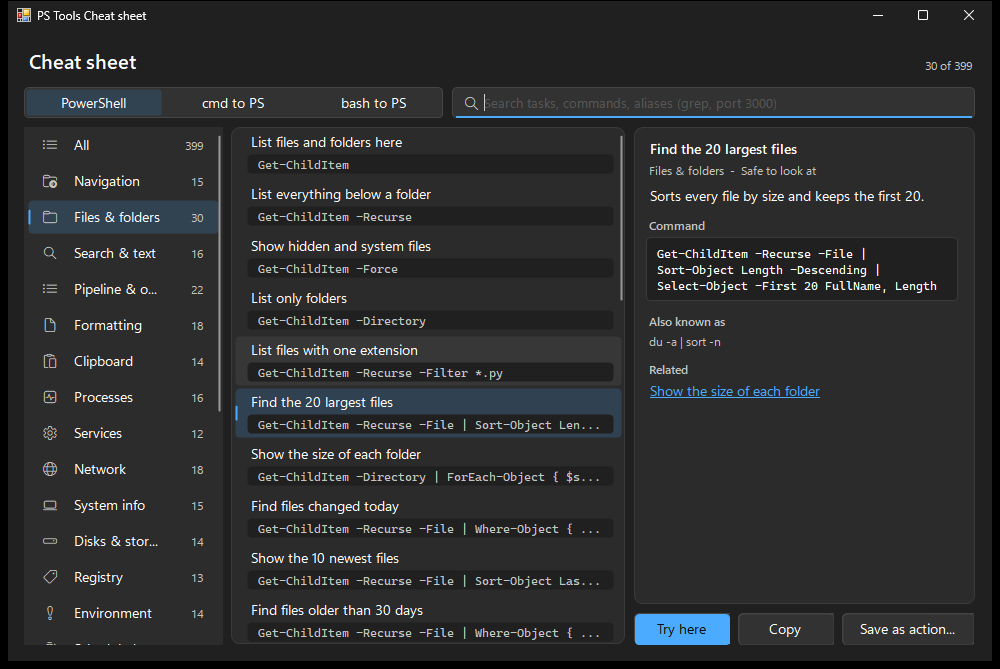 PS Tools Cheat sheet
Cheat sheet
30 of 399
PowerShell
cmd to PS
bash to PS
Search tasks, commands, aliases (grep, port 3000)
All 399
Navigation 15
Files & folders 30
Search & text 16
Pipeline & o... 22
Formatting 18
Clipboard 14
Processes 16
Services 12
Network 18
System info 15
Disks & stor... 14
Registry 13
Environment 14
List files and folders here
Get-ChildItem
List everything below a folder
Get-ChildItem -Recurse
Show hidden and system files
Get-ChildItem -Force
List only folders
Get-ChildItem -Directory
List files with one extension
Get-ChildItem -Recurse -Filter *.py
Find the 20 largest files
Get-ChildItem -Recurse -File | Sort-Object Len...
Show the size of each folder
Get-ChildItem -Directory | ForEach-Object { $s...
Find files changed today
Get-ChildItem -Recurse -File | Where-Object { ...
Show the 10 newest files
Get-ChildItem -Recurse -File | Sort-Object Las...
Find files older than 30 days
Get-ChildItem -Recurse -File | Where-Object { ...
Find the 20 largest files
Files & folders - Safe to look at
Sorts every file by size and keeps the first 20.
Command
Get-ChildItem -Recurse -File |
Sort-Object Length -Descending |
Select-Object -First 20 FullName, Length
Also known as
du -a | sort -n
Related
Show the size of each folder
Try here
Copy
Save as action...